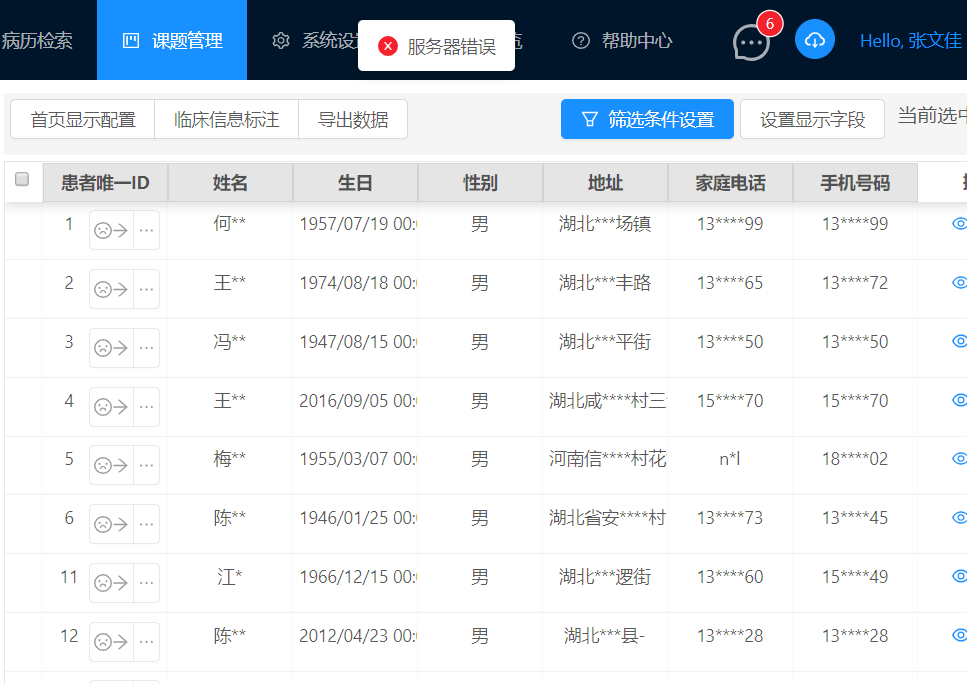 病历检索 课题管理 系统设 服务器错误 帮助中心 6 Hello, 张文佳
首页显示配置 临床信息标注 导出数据 筛选条件设置 设置显示字段 当前选中
患者唯一ID 姓名 生日 性别 地址 家庭电话 手机号码
1 ... 何** 1957/07/19 00: 男 湖北***场镇 13****99 13****99
2 ... 王** 1974/08/18 00: 男 湖北***丰路 13****65 13****72
3 ... 冯** 1947/08/15 00: 男 湖北***平街 13****50 13****50
4 ... 王** 2016/09/05 00: 男 湖北咸****村三 15****70 15****70
5 ... 梅** 1955/03/07 00: 男 河南信****村花 n*l 18****02
6 ... 陈** 1946/01/25 00: 男 湖北省安****村 13****73 13****45
11 ... 江* 1966/12/15 00: 男 湖北***逻街 13****60 15****49
12 ... 陈** 2012/04/23 00: 男 湖北***县- 13****28 13****28